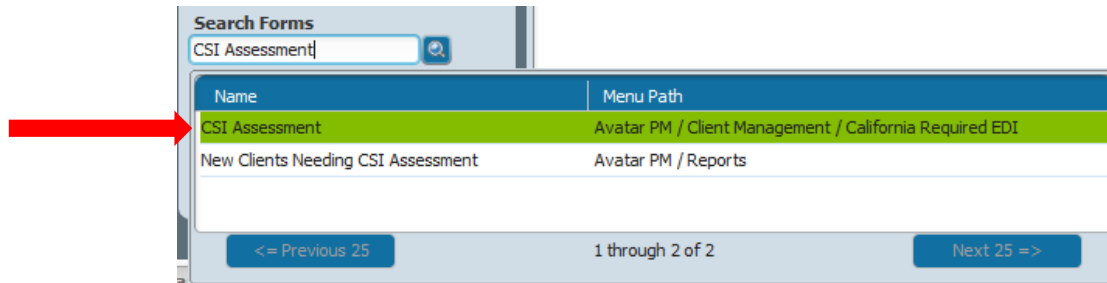 Search Forms
CSI Assessment
Name Menu Path
CSI Assessment Avatar PM / Client Management / California Required EDI
New Clients Needing CSI Assessment Avatar PM / Reports
<= Previous 25 1 through 2 of 2 Next 25 =>